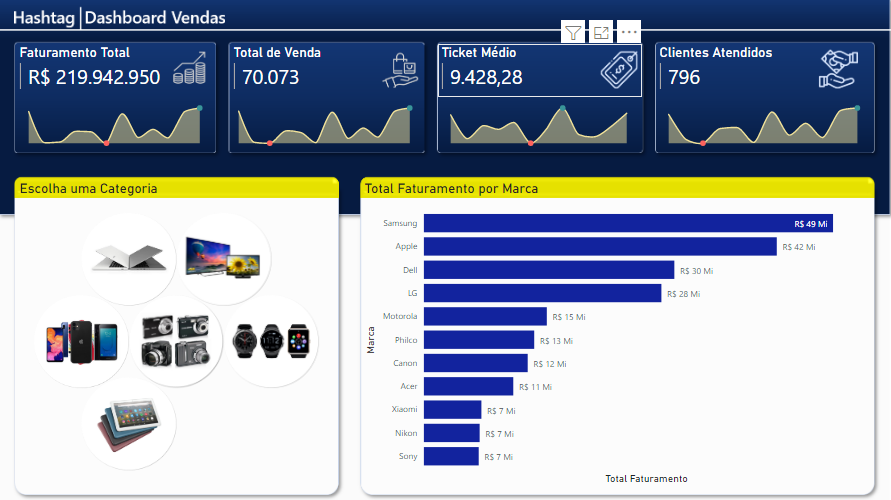 Hashtag | Dashboard Vendas
Faturamento Total
R$ 219.942.950
Total de Venda
70.073
Ticket Médio
9.428,28
Clientes Atendidos
796
Escolha uma Categoria
Total Faturamento por Marca
Marca
Samsung R$ 49 Mi
Apple R$ 42 Mi
Dell R$ 30 Mi
LG R$ 28 Mi
Motorola R$ 15 Mi
Philco R$ 13 Mi
Canon R$ 12 Mi
Acer R$ 11 Mi
Xiaomi R$ 7 Mi
Nikon R$ 7 Mi
Sony R$ 7 Mi
Total Faturamento